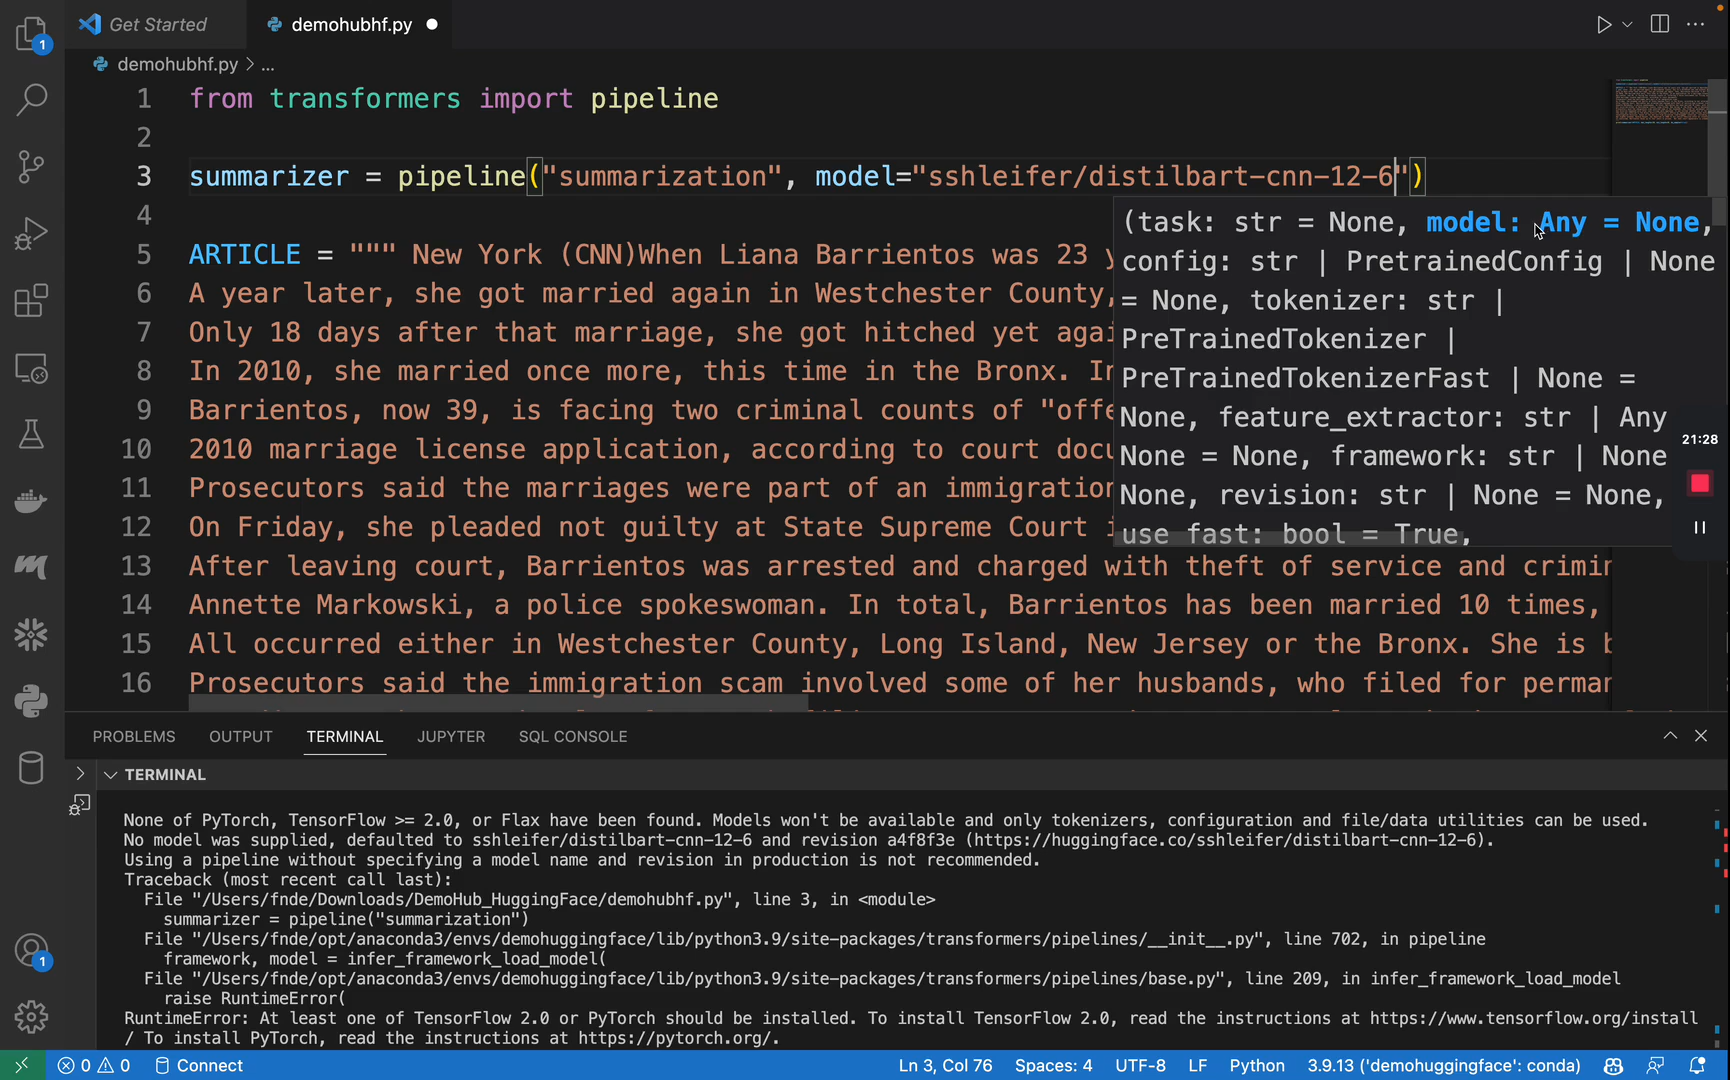 1
Get Started
demohubhf.py
demohubhf.py > ...
1 from transformers import pipeline
2
3 summarizer = pipeline("summarization", model="sshleifer/distilbart-cnn-12-6")
4
5 ARTICLE = """ New York (CNN)When Liana Barrientos was 23 y
6 A year later, she got married again in Westchester County,
7 Only 18 days after that marriage, she got hitched yet agai
8 In 2010, she married once more, this time in the Bronx. In
9 Barrientos, now 39, is facing two criminal counts of "offe
10 2010 marriage license application, according to court docu
11 Prosecutors said the marriages were part of an immigration
12 On Friday, she pleaded not guilty at State Supreme Court i
13 After leaving court, Barrientos was arrested and charged with theft of service and crimin
14 Annette Markowski, a police spokeswoman. In total, Barrientos has been married 10 times,
15 All occurred either in Westchester County, Long Island, New Jersey or the Bronx. She is b
16 Prosecutors said the immigration scam involved some of her husbands, who filed for perman
(task: str = None, model: Any = None,
config: str | PretrainedConfig | None
= None, tokenizer: str |
PreTrainedTokenizer |
PreTrainedTokenizerFast | None =
None, feature_extractor: str | Any
None = None, framework: str | None
None, revision: str | None = None,
use_fast: bool = True,
21:28
PROBLEMS OUTPUT TERMINAL JUPYTER SQL CONSOLE
TERMINAL
None of PyTorch, TensorFlow >= 2.0, or Flax have been found. Models won't be available and only tokenizers, configuration and file/data utilities can be used.
No model was supplied, defaulted to sshleifer/distilbart-cnn-12-6 and revision a4f8f3e (https://huggingface.co/sshleifer/distilbart-cnn-12-6).
Using a pipeline without specifying a model name and revision in production is not recommended.
Traceback (most recent call last):
File "/Users/fnde/Downloads/DemoHub_HuggingFace/demohubhf.py", line 3, in <module>
summarizer = pipeline("summarization")
File "/Users/fnde/opt/anaconda3/envs/demohuggingface/lib/python3.9/site-packages/transformers/pipelines/__init__.py", line 702, in pipeline
framework, model = infer_framework_load_model(
File "/Users/fnde/opt/anaconda3/envs/demohuggingface/lib/python3.9/site-packages/transformers/pipelines/base.py", line 209, in infer_framework_load_model
raise RuntimeError(
RuntimeError: At least one of TensorFlow 2.0 or PyTorch should be installed. To install TensorFlow 2.0, read the instructions at https://www.tensorflow.org/install
/ To install PyTorch, read the instructions at https://pytorch.org/.
1
0 0 Connect
Ln 3, Col 76 Spaces: 4 UTF-8 LF Python 3.9.13 ('demohuggingface': conda)